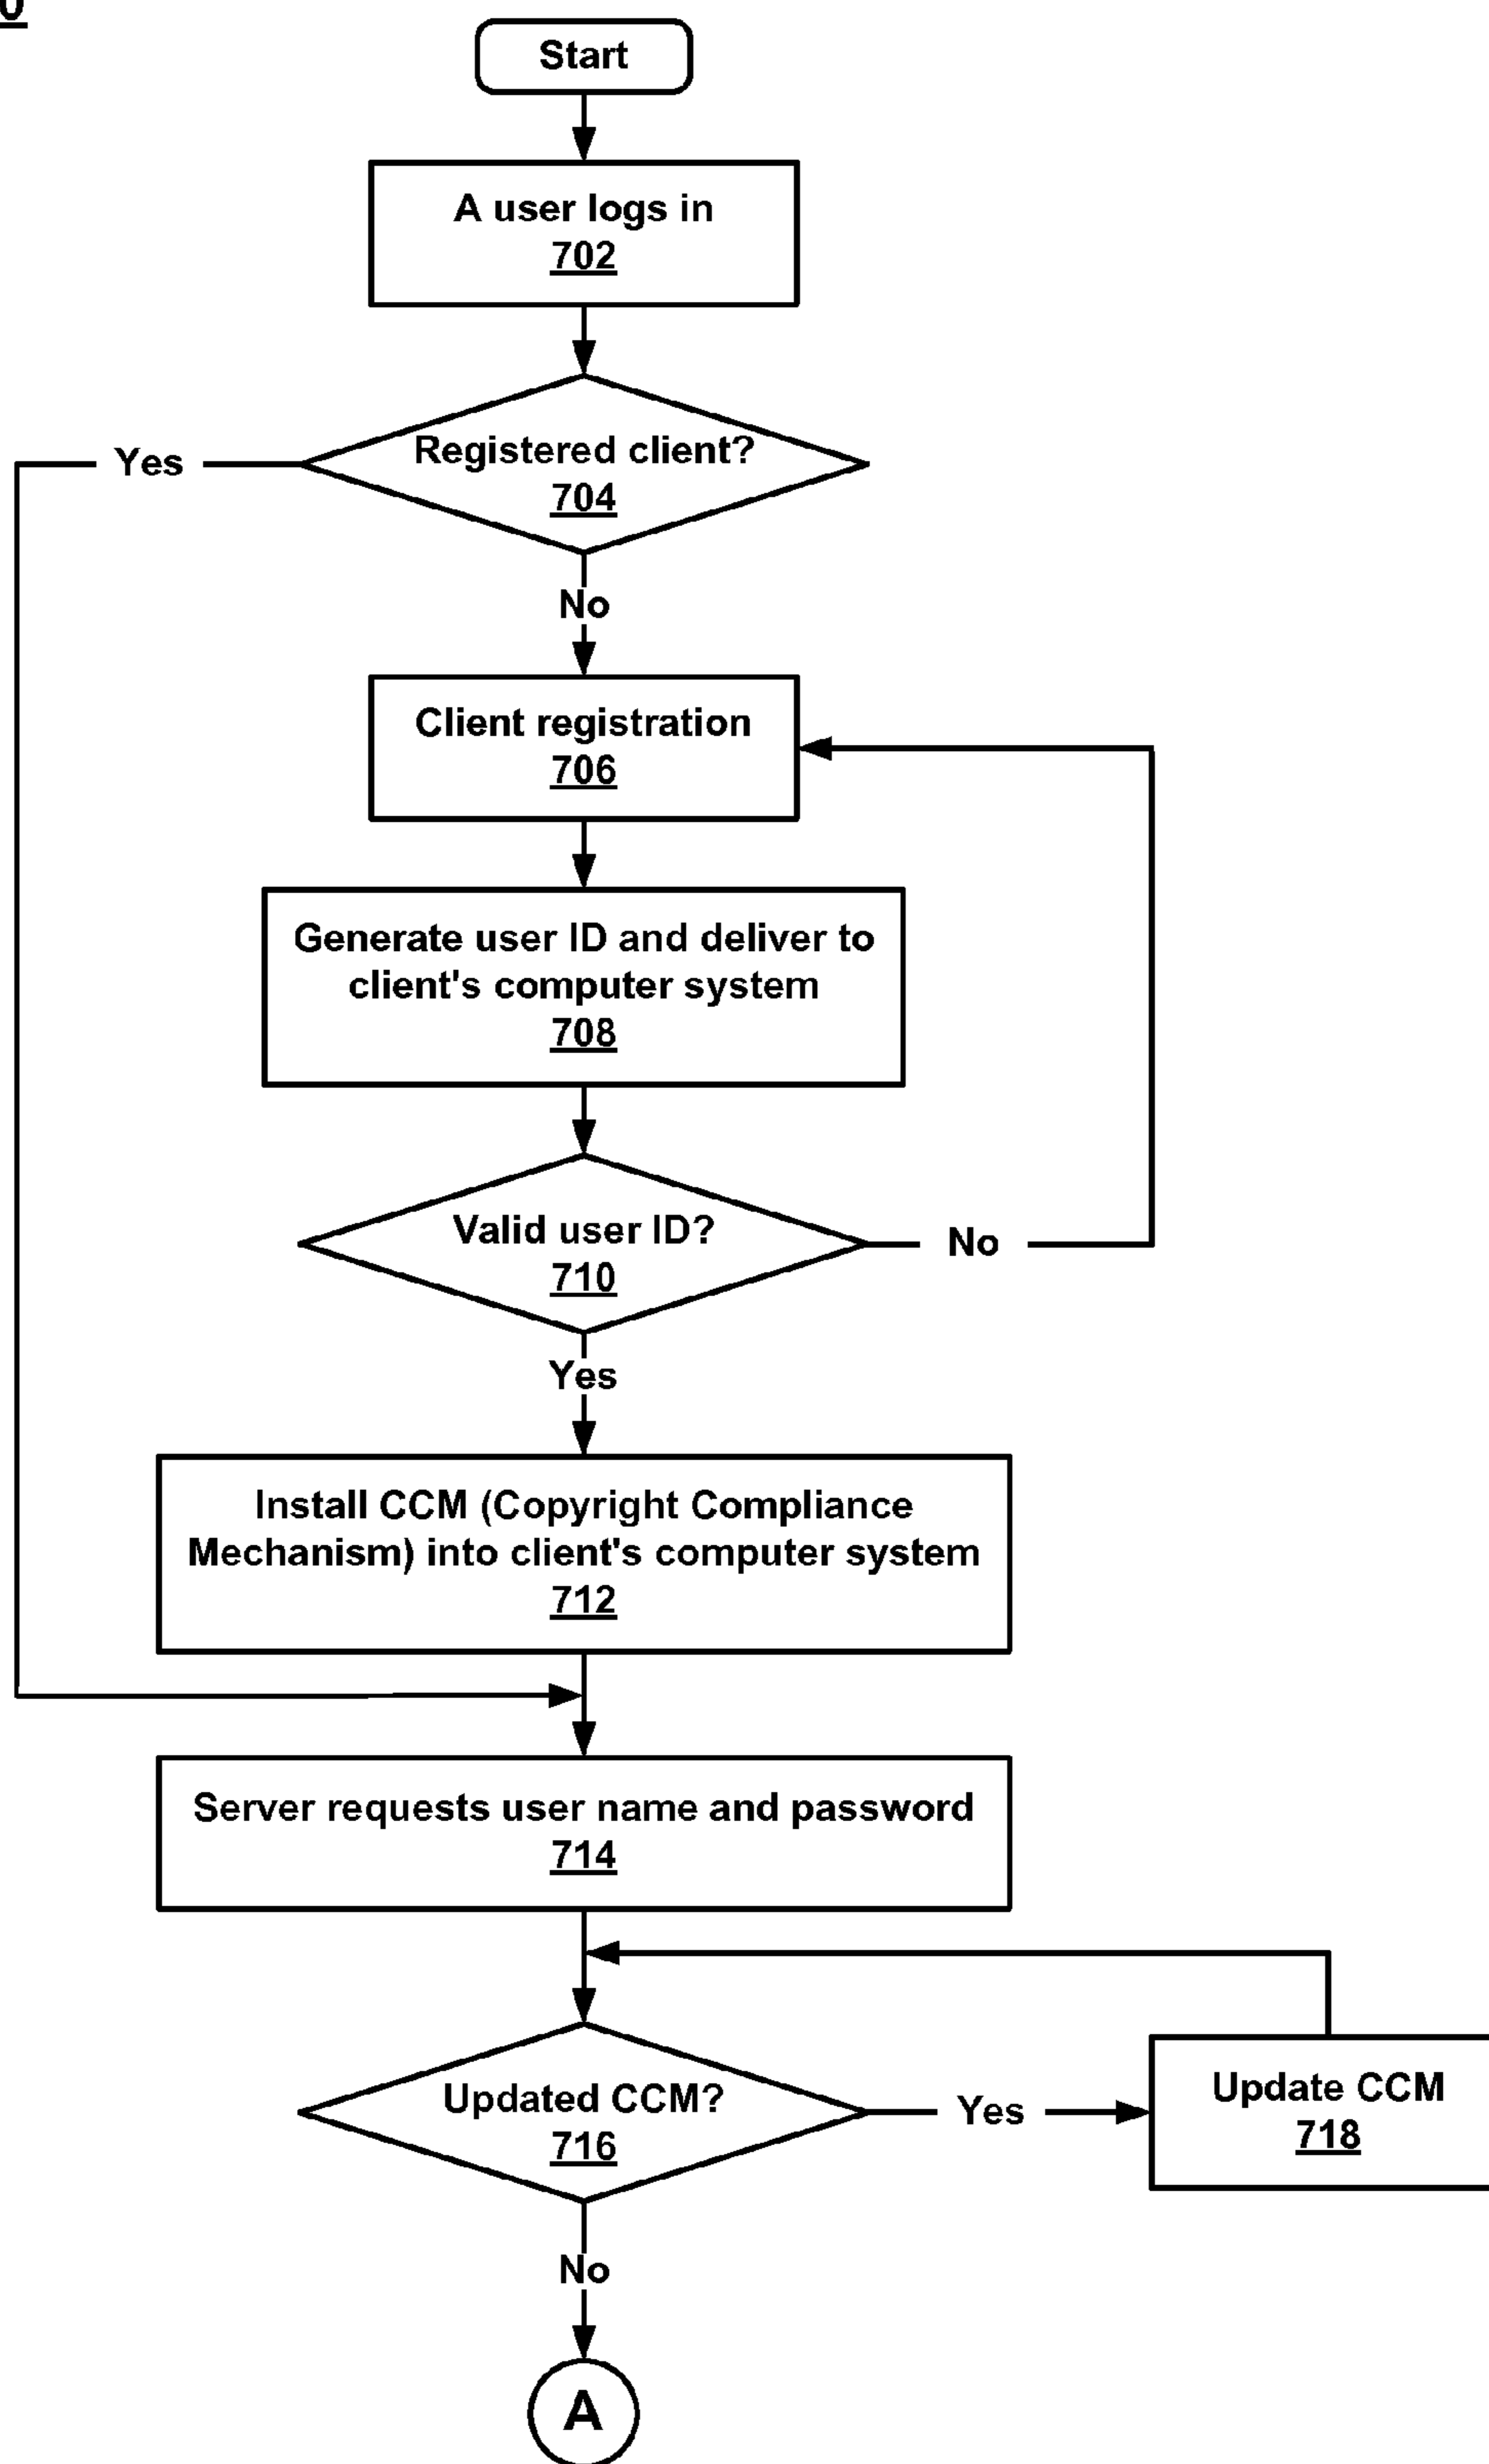 0
Start
A user logs in
702
Registered client?
704
Yes
No
Client registration
706
Generate user ID and deliver to
client's computer system
708
Valid user ID?
710
No
Yes
Install CCM (Copyright Compliance
Mechanism) into client's computer system
712
Server requests user name and password
714
Updated CCM?
716
Yes
Update CCM
718
No
A